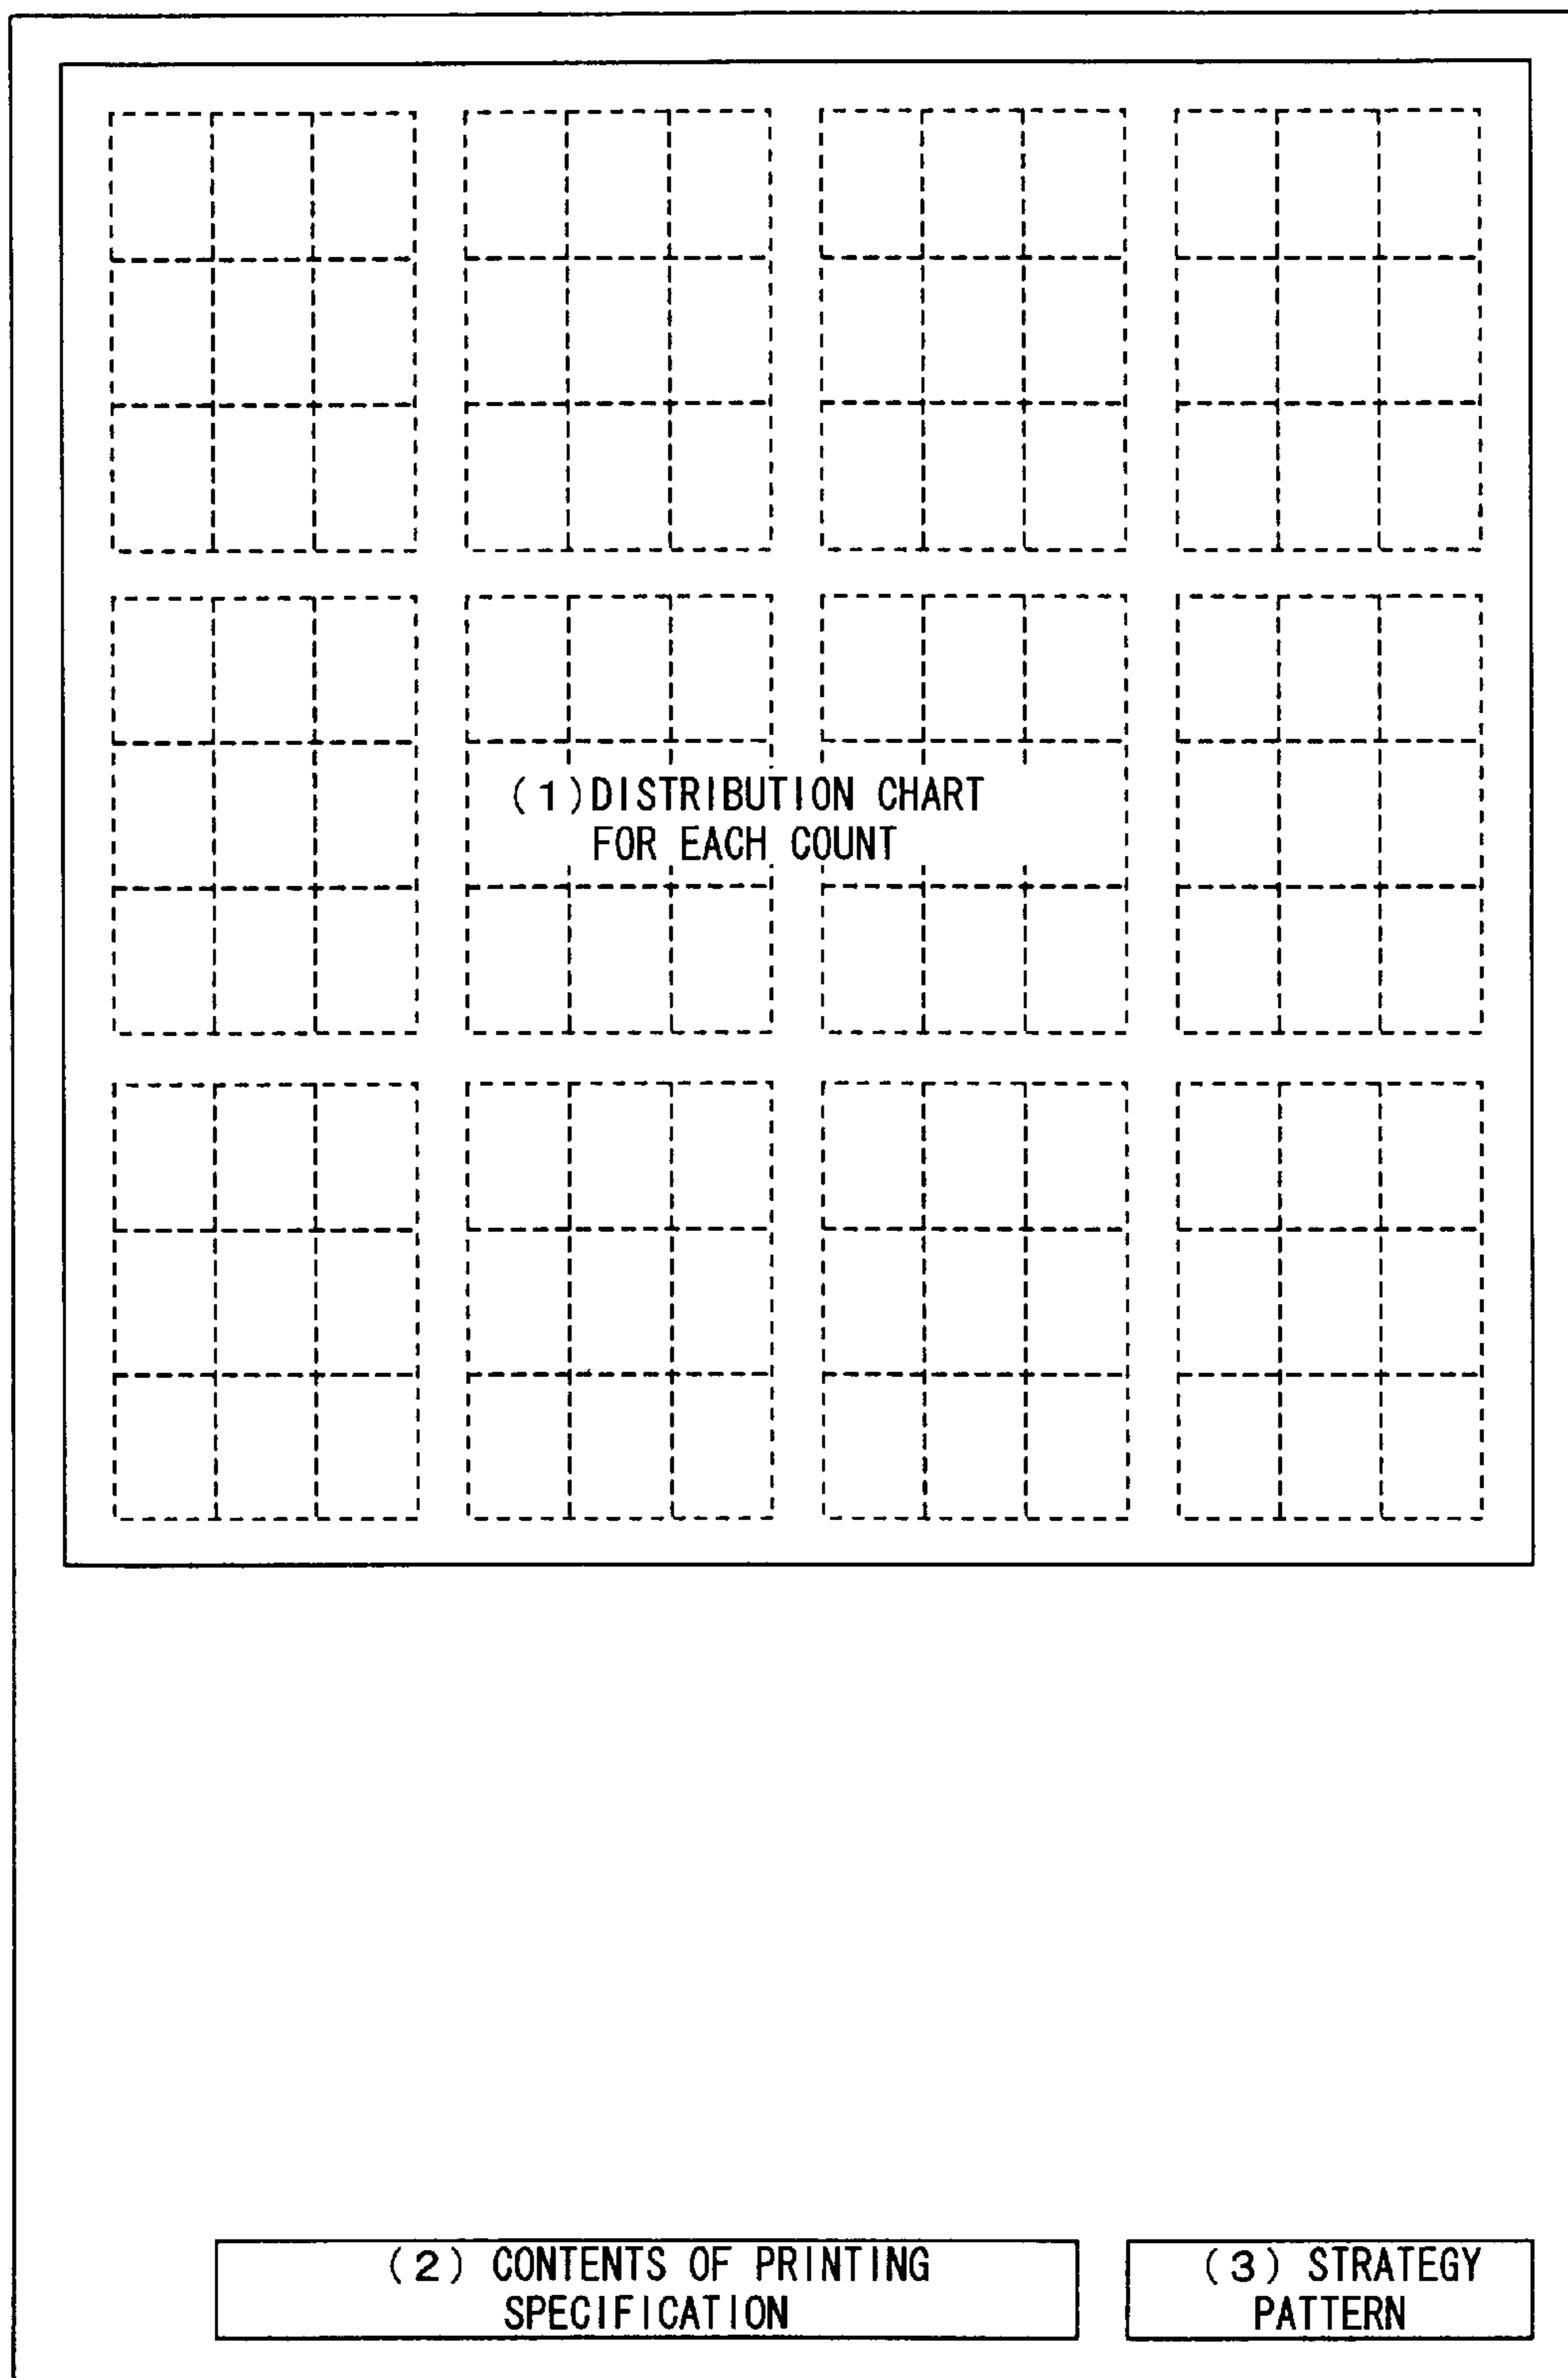 (1)DISTRIBUTION CHART
FOR EACH COUNT
(2) CONTENTS OF PRINTING
SPECIFICATION
(3) STRATEGY
PATTERN